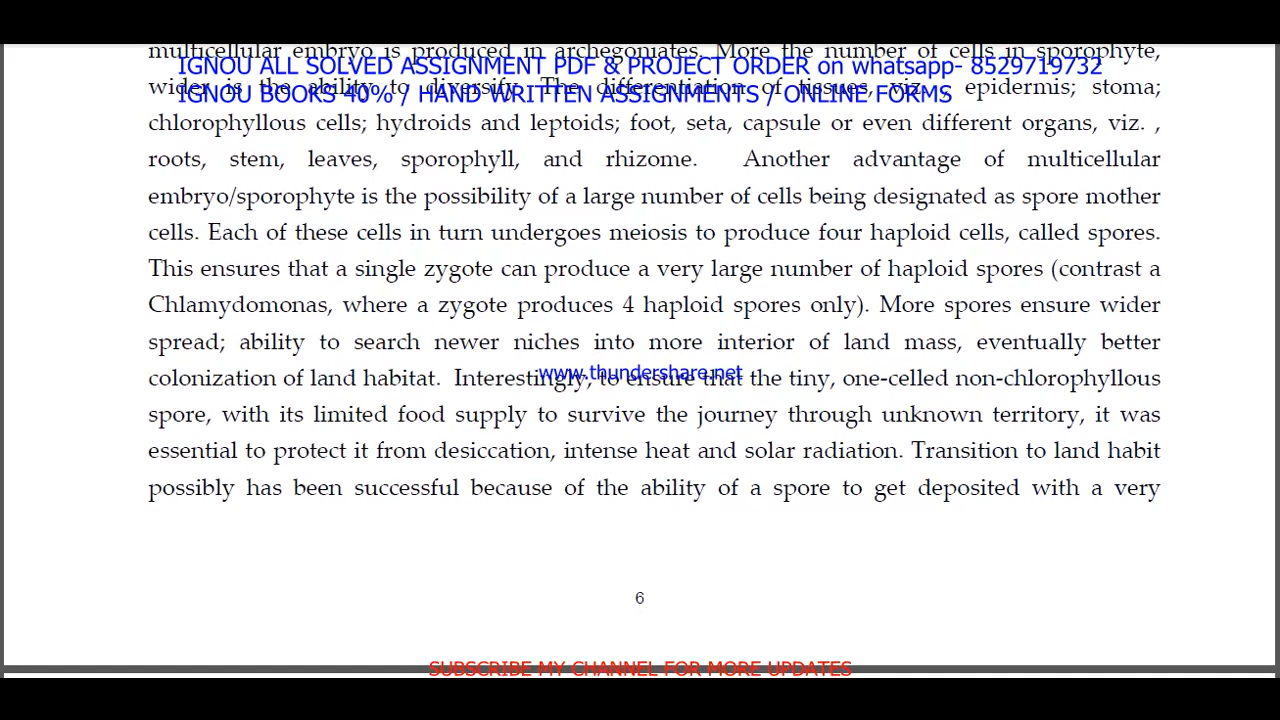 multicellular embryo is produced in archegoniates. More the number of cells in sporophyte,
IGNOU ALL SOLVED ASSIGNMENT PDF & PROJECT ORDER on whatsapp- 8529719732
wider is the ability to diversify. The differentiation of tissues, viz. , epidermis; stoma;
IGNOU BOOKS 40% / HAND WRITTEN ASSIGNMENTS / ONLINE FORMS
chlorophyllous cells; hydroids and leptoids; foot, seta, capsule or even different organs, viz. ,
roots, stem, leaves, sporophyll, and rhizome. Another advantage of multicellular
embryo/sporophyte is the possibility of a large number of cells being designated as spore mother
cells. Each of these cells in turn undergoes meiosis to produce four haploid cells, called spores.
This ensures that a single zygote can produce a very large number of haploid spores (contrast a
Chlamydomonas, where a zygote produces 4 haploid spores only). More spores ensure wider
spread; ability to search newer niches into more interior of land mass, eventually better
www.thundershare.net
colonization of land habitat. Interestingly, to ensure that the tiny, one-celled non-chlorophyllous
spore, with its limited food supply to survive the journey through unknown territory, it was
essential to protect it from desiccation, intense heat and solar radiation. Transition to land habit
possibly has been successful because of the ability of a spore to get deposited with a very
6
SUBSCRIBE MY CHANNEL FOR MORE UPDATES